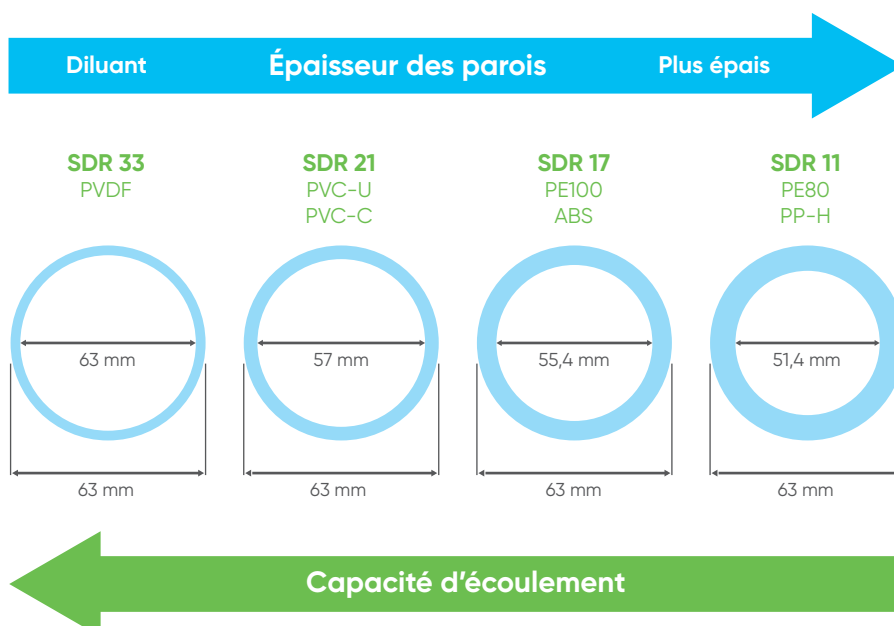 Diluant Épaisseur des parois Plus épais
SDR 33
PVDF
SDR 21
PVC-U
PVC-C
SDR 17
PE100
ABS
SDR 11
PE80
PP-H
63 mm
57 mm
55,4 mm
51,4 mm
63 mm
63 mm
63 mm
63 mm
Capacité d'écoulement